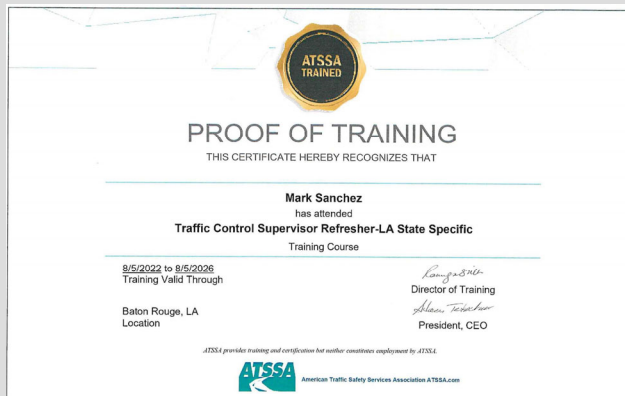 ATSSA
TRAINED
PROOF OF TRAINING
THIS CERTIFICATE HEREBY RECOGNIZES THAT
Mark Sanchez
has attended
Traffic Control Supervisor Refresher-LA State Specific
Training Course
8/5/2022 to 8/5/2026
Training Valid Through
Director of Training
Baton Rouge, LA
Location
President, CEO
ATSSA provides training and certification but neither constitutes employment by ATSSA.
ATSSA
American Traffic Safety Services Association ATSSA.com